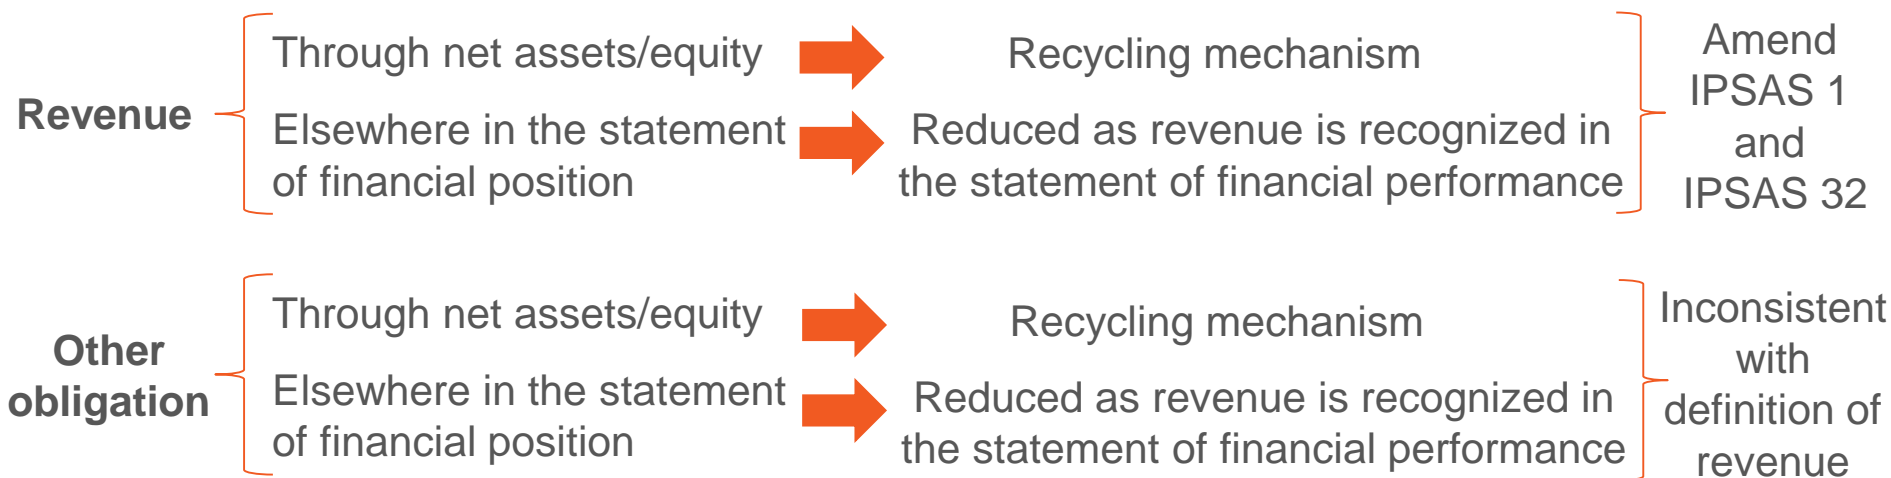 Revenue
Through net assets/equity
Recycling mechanism
Elsewhere in the statement
of financial position
Reduced as revenue is recognized in
the statement of financial performance
Amend
IPSAS 1
and
IPSAS 32
Other
obligation
Through net assets/equity
Recycling mechanism
Elsewhere in the statement
of financial position
Reduced as revenue is recognized in
the statement of financial performance
Inconsistent
with
definition of
revenue